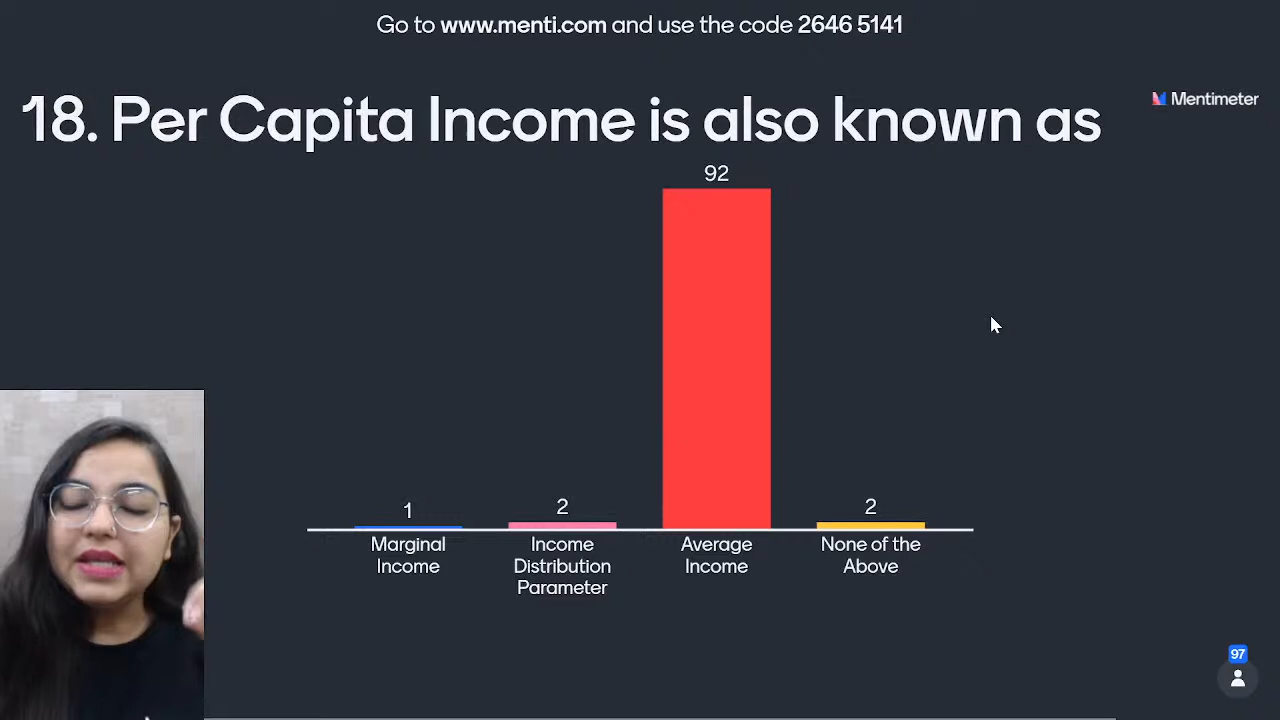 Go to www.menti.com and use the code 2646 5141
18. Per Capita Income is also known as
Mentimeter
92
1
2
2
Marginal
Income
Income
Distribution
Parameter
Average
Income
None of the
Above
97